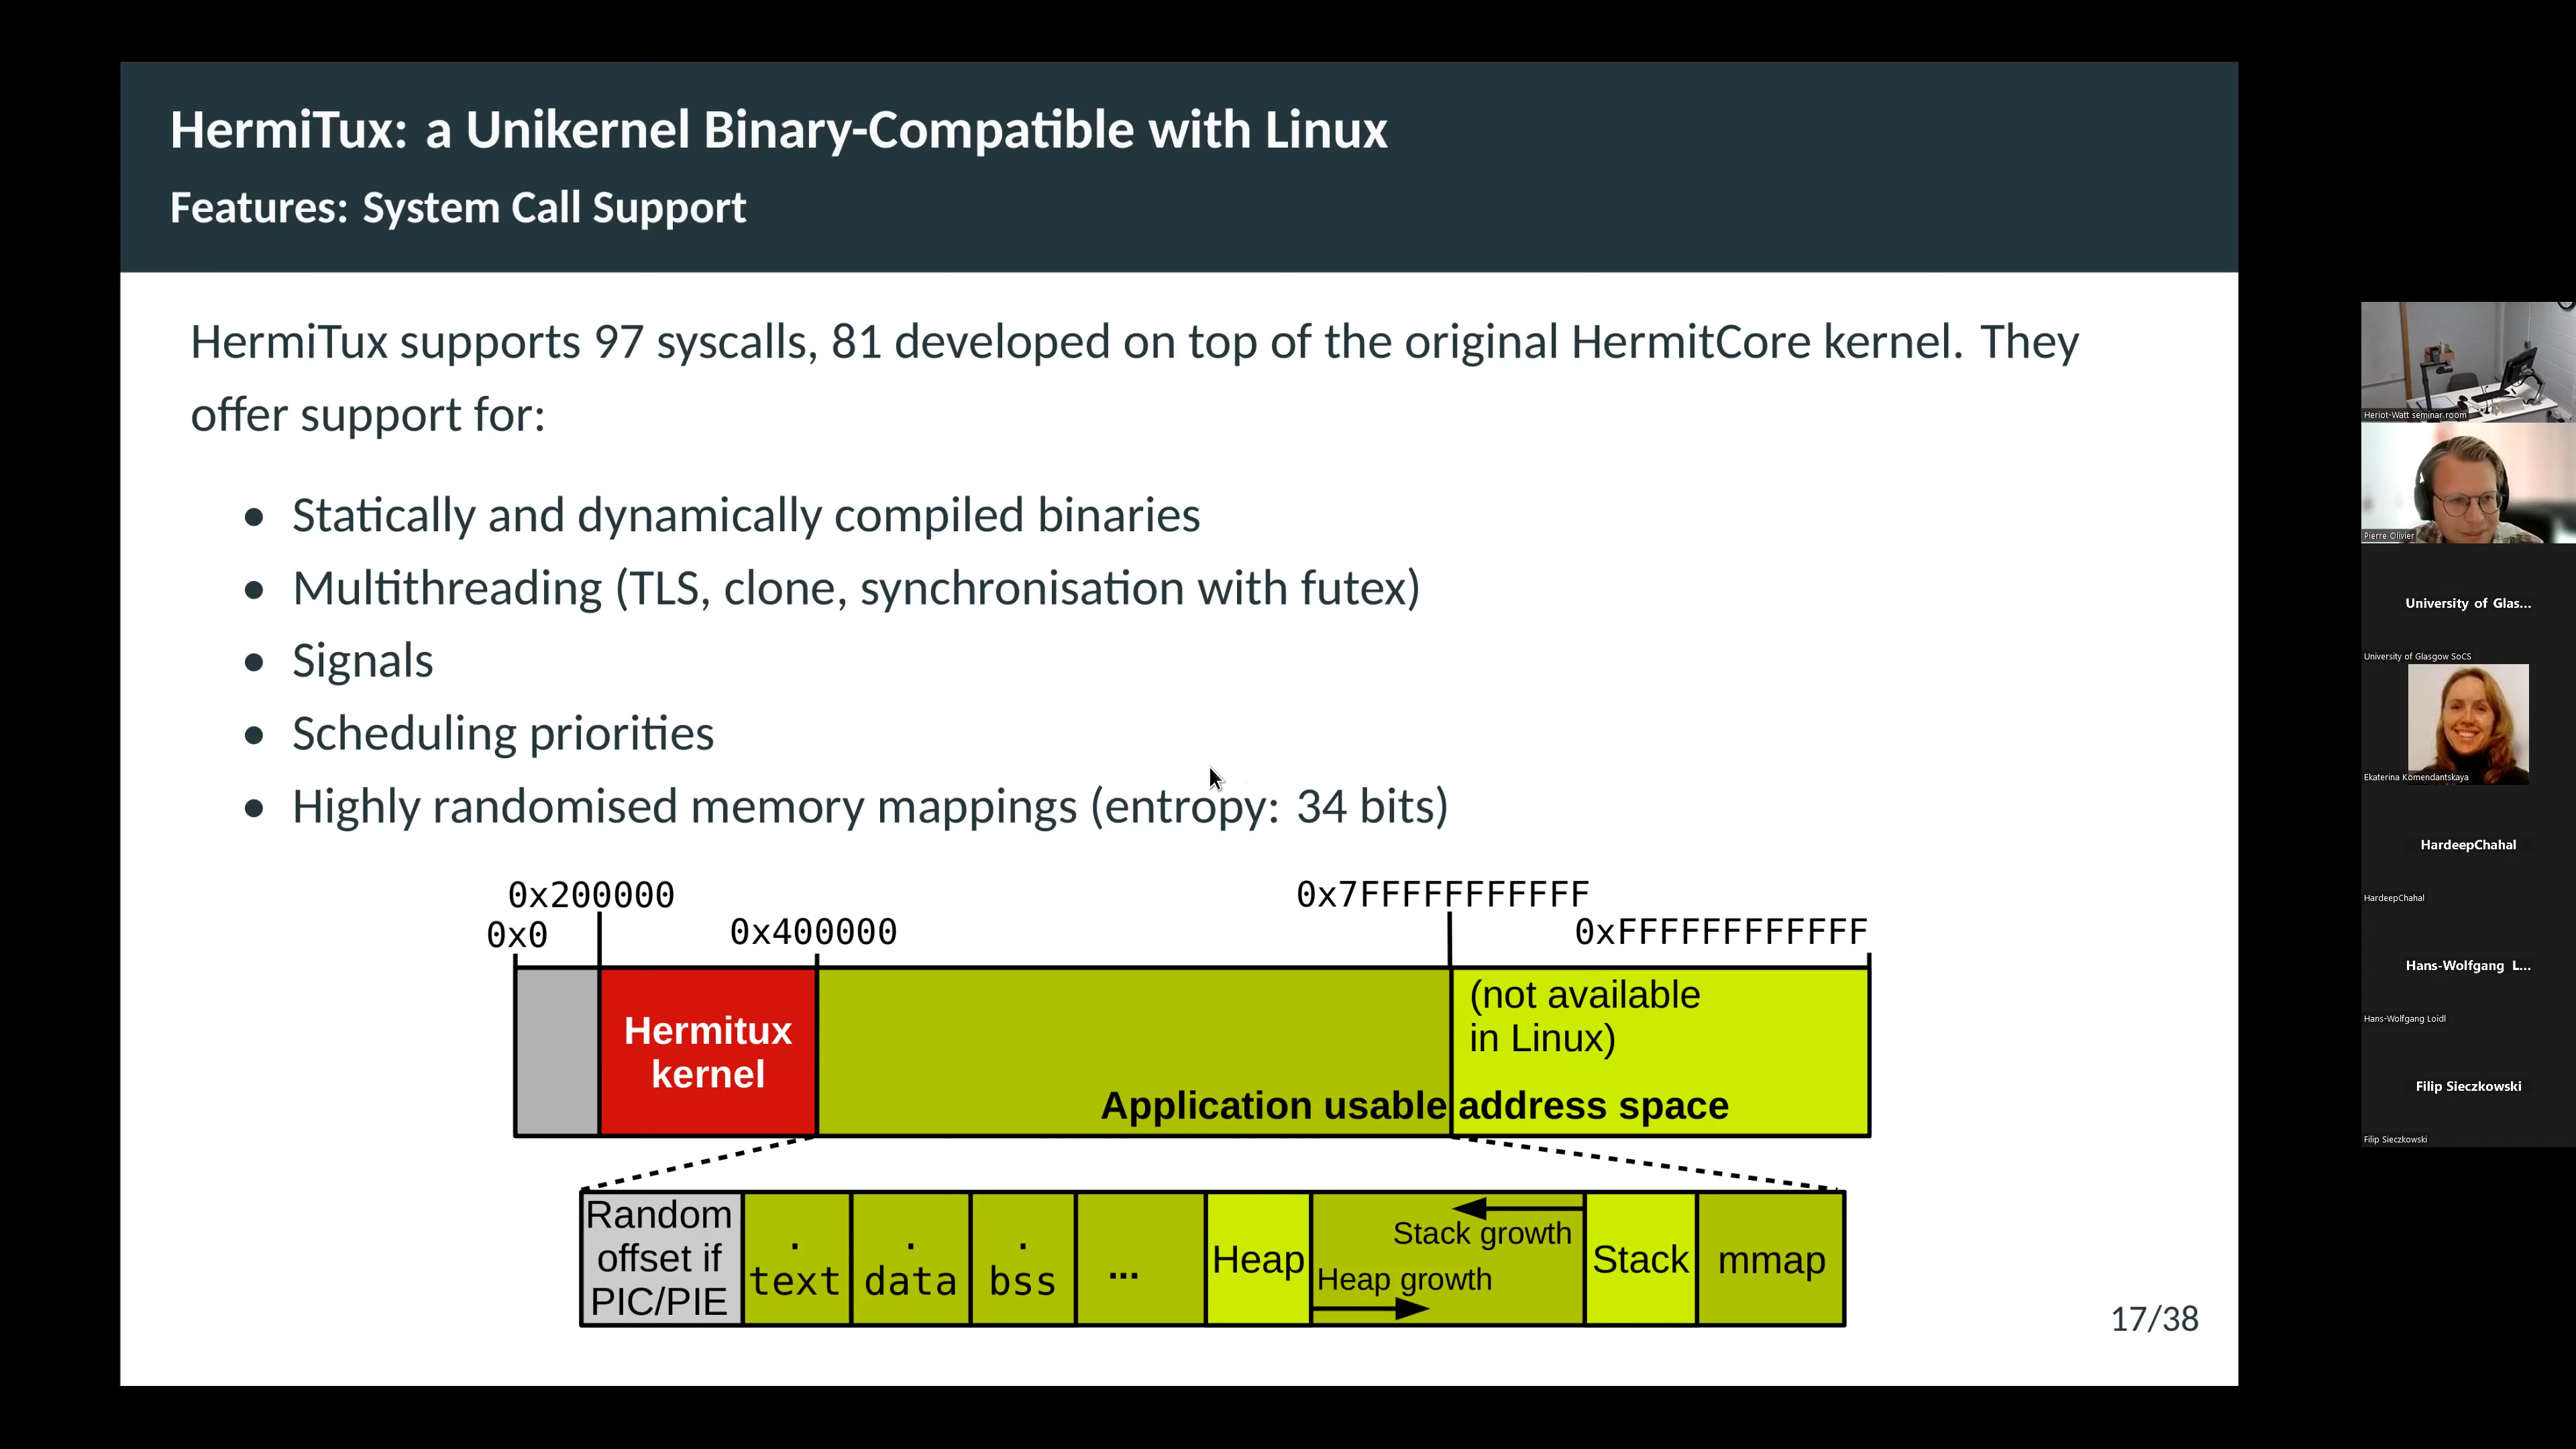 HermiTux: a Unikernel Binary-Compatible with Linux
Features: System Call Support
HermiTux supports 97 syscalls, 81 developed on top of the original HermitCore kernel. They
offer support for:
• Statically and dynamically compiled binaries
• Multithreading (TLS, clone, synchronisation with futex)
• Signals
• Scheduling priorities
• Highly randomised memory mappings (entropy: 34 bits)
0x200000
0x7FFFFFFFFFFF
0x0
0x400000
0xFFFFFFFFFFFF
Hermitux
kernel
(not available
in Linux)
Application usable address space
Random
offset if
PIC/PIE
.
text
.
data
.
bss
...
Heap
Stack growth
Heap growth
Stack
mmap
17/38
Heriot-Watt seminar room
Pierre Olivier
University of Glas...
University of Glasgow SoCS
Ekaterina Komendantskaya
HardeepChahal
HardeepChahal
Hans-Wolfgang L...
Hans-Wolfgang Loidl
Filip Sieczkowski
Filip Sieczkowski